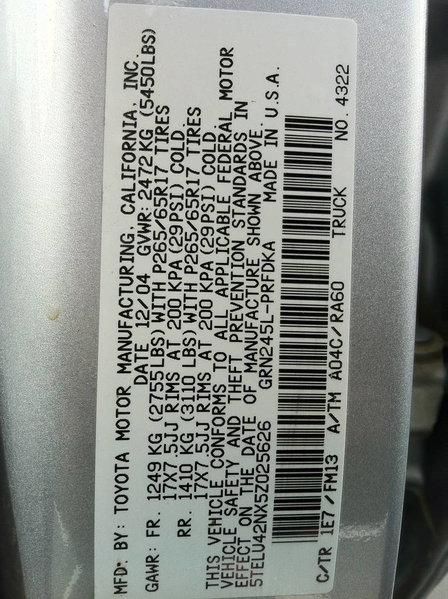 MFD. BY: TOYOTA MOTOR MANUFACTURING, CALIFORNIA, INC.
DATE 12/04 GVWR: 2472 KG (5450LBS)
GAWR: FR. 1249 KG (2755LBS) WITH P265/65R17 TIRES
17X7.5JJ RIMS AT 200 KPA (29PSI) COLD.
RR. 1410 KG (3110 LBS) WITH P265/65R17 TIRES
17X7.5JJ RIMS AT 200 KPA (29PSI) COLD.
THIS VEHICLE CONFORMS TO ALL APPLICABLE FEDERAL MOTOR
VEHICLE SAFETY AND THEFT PREVENTION STANDARDS IN
EFFECT ON THE DATE OF MANUFACTURE SHOWN ABOVE.
5TELU42NX5Z025626 GRN245L-PRFDKA MADE IN U.S.A.
C/TR 1E7/FM13 A/TM A04C/RA60 TRUCK NO. 4322